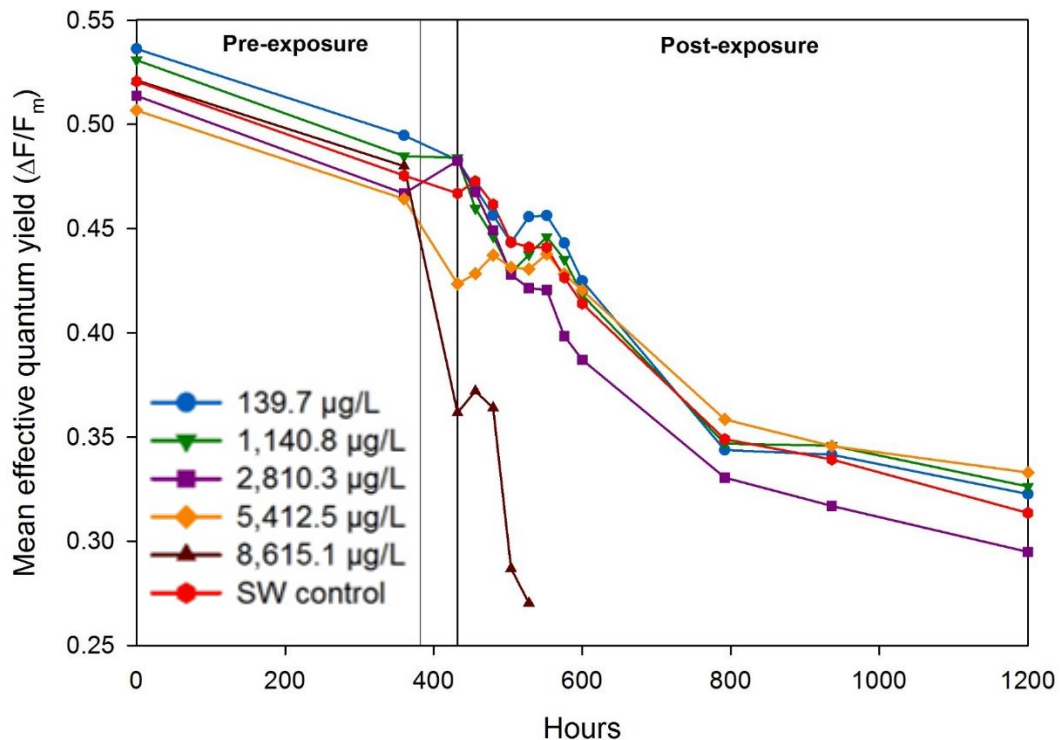 Pre-exposure
Post-exposure
Mean effective quantum yield (ΔF/Fm)
0.55
0.50
0.45
0.40
0.35
0.30
0.25
139.7 µg/L
1,140.8 µg/L
2,810.3 µg/L
5,412.5 µg/L
8,615.1 µg/L
SW control
0 200 400 600 800 1000 1200
Hours